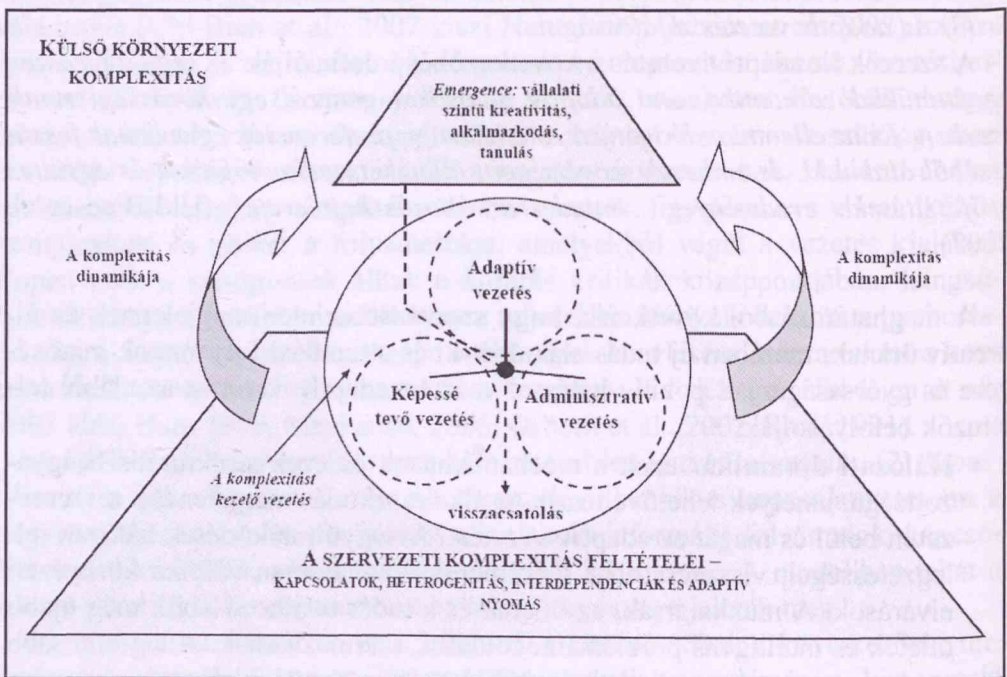 KÜLSŐ KÖRNYEZETI
KOMPLEXITÁS
Emergence: vállalati
szintű kreativitás,
alkalmazkodás,
tanulás
A komplexitás
dinamikája
A komplexitás
dinamikája
Adaptív
vezetés
Képessé
tevő vezetés
Adminisztratív
vezetés
A komplexitást
kezelő vezetés
visszacsatolás
A SZERVEZETI KOMPLEXITÁS FELTÉTELEI –
KAPCSOLATOK, HETEROGENITÁS, INTERDEPENDENCIÁK ÉS ADAPTÍV
NYOMÁS